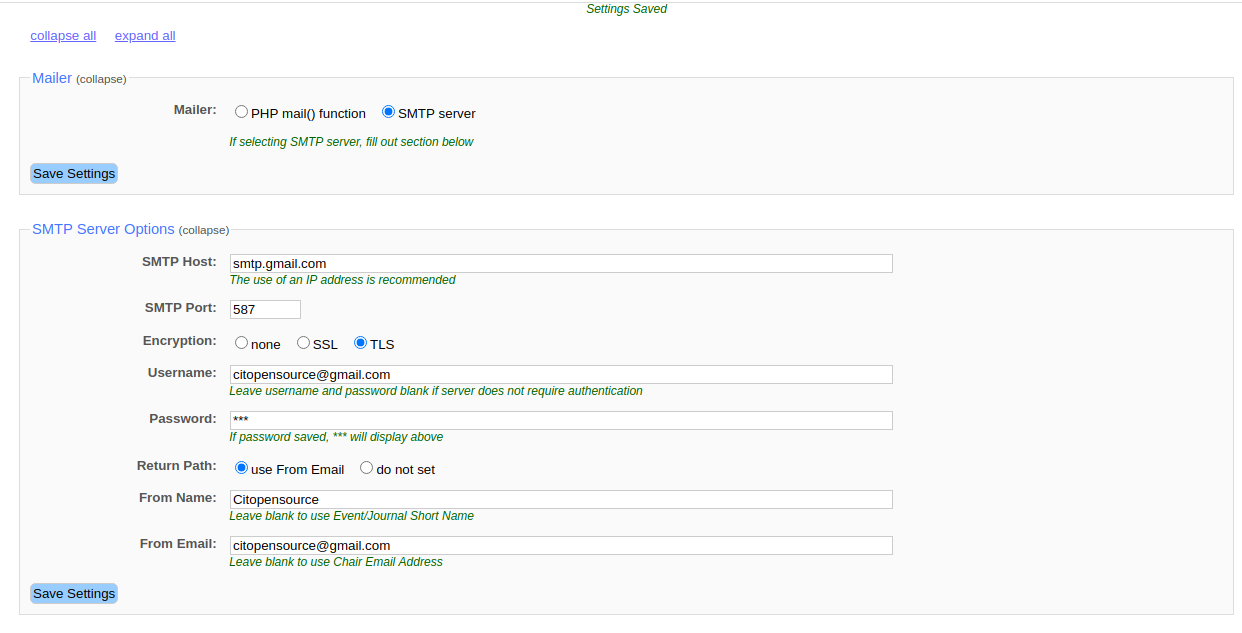 Settings Saved
collapse all expand all
Mailer (collapse)
Mailer: PHP mail() function SMTP server
If selecting SMTP server, fill out section below
Save Settings
SMTP Server Options (collapse)
SMTP Host: smtp.gmail.com
The use of an IP address is recommended
SMTP Port: 587
Encryption: none SSL TLS
Username: citopensource@gmail.com
Leave username and password blank if server does not require authentication
Password: ***
If password saved, *** will display above
Return Path: use From Email do not set
From Name: Citopensource
Leave blank to use Event/Journal Short Name
From Email: citopensource@gmail.com
Leave blank to use Chair Email Address
Save Settings